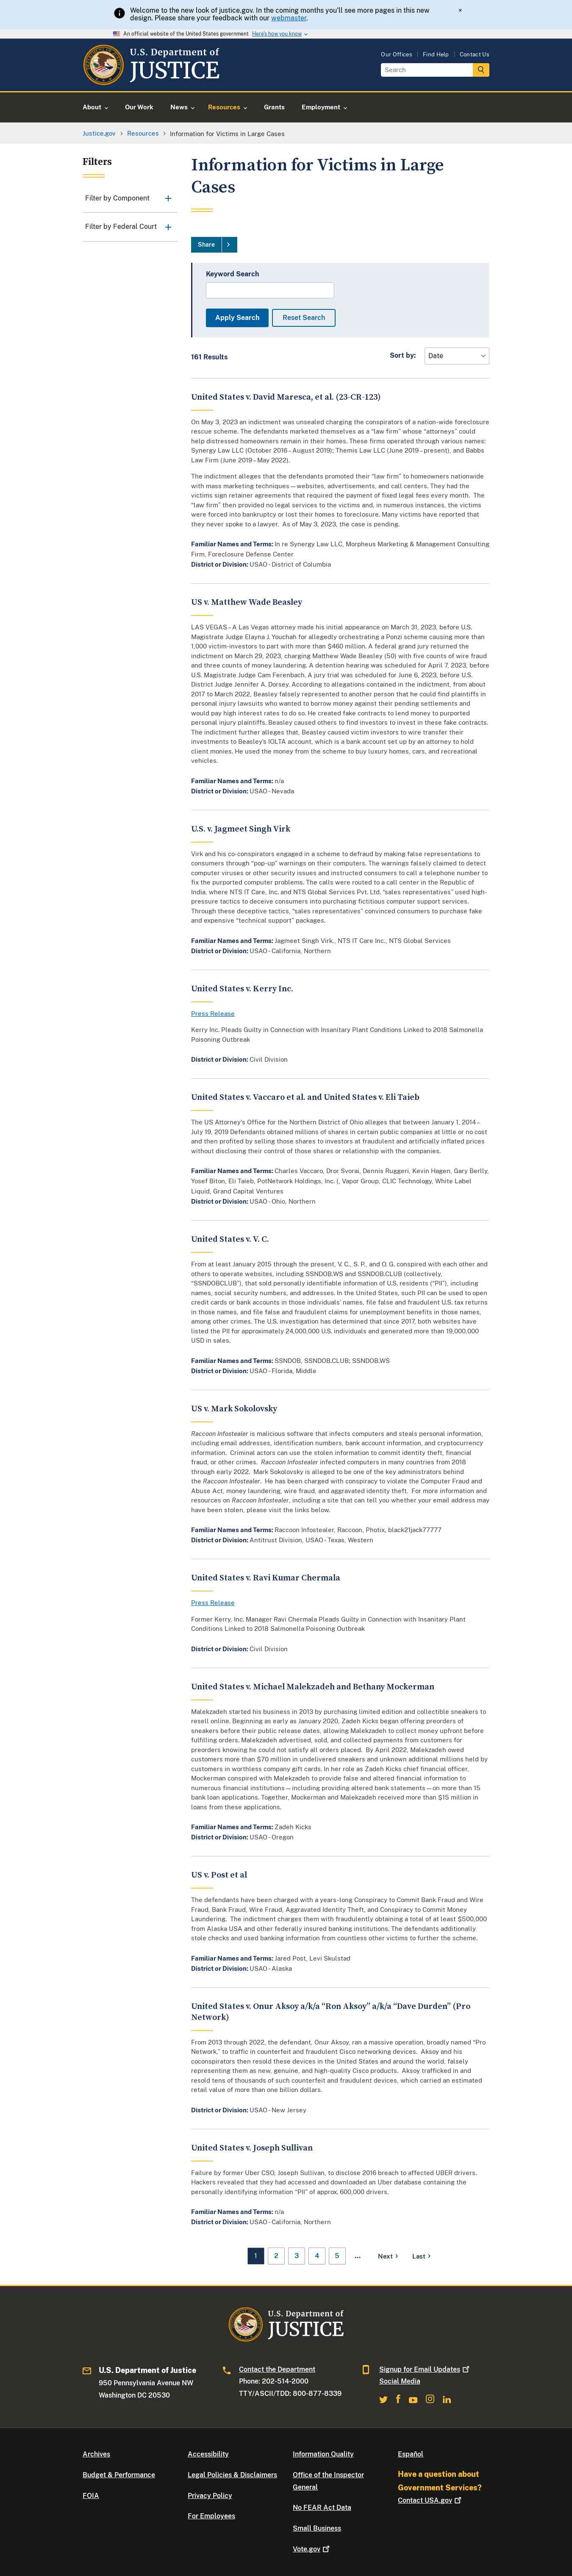 Welcome to the new look of justice.gov. In the coming months you'll see more pages in this new
design. Please share your feedback with our webmaster.
×
An official website of the United States government Here's how you know
U.S. Department of
JUSTICE
Our Offices
Find Help
Contact Us
Search
About
Our Work
News
Resources
Grants
Employment
Justice.gov
Resources
Information for Victims in Large Cases
Filters
Filter by Component
Filter by Federal Court
Information for Victims in Large
Cases
Share
Keyword Search
Apply Search
Reset Search
161 Results
Sort by:
Date
United States v. David Maresca, et al. (23-CR-123)
On May 3, 2023 an indictment was unsealed charging the conspirators of a nation-wide foreclosure
rescue scheme. The defendants marketed themselves as a “law firm” whose “attorneys” could
help distressed homeowners remain in their homes. These firms operated through various names:
Synergy Law LLC (October 2016 – August 2019); Themis Law LLC (June 2019 – present), and Babbs
Law Firm (June 2019 – May 2022).
The indictment alleges that the defendants promoted their “law firm” to homeowners nationwide
with mass marketing techniques — websites, advertisements, and call centers. They had the
victims sign retainer agreements that required the payment of fixed legal fees every month. The
“law firm” then provided no legal services to the victims and, in numerous instances, the victims
were forced into bankruptcy or lost their homes to foreclosure. Many victims have reported that
they never spoke to a lawyer. As of May 3, 2023, the case is pending.
Familiar Names and Terms: In re Synergy Law LLC, Morpheus Marketing & Management Consulting
Firm, Foreclosure Defense Center
District or Division: USAO - District of Columbia
US v. Matthew Wade Beasley
LAS VEGAS – A Las Vegas attorney made his initial appearance on March 31, 2023, before U.S.
Magistrate Judge Elayna J. Youchah for allegedly orchestrating a Ponzi scheme causing more than
1,000 victim-investors to part with more than $460 million. A federal grand jury returned the
indictment on March 29, 2023, charging Matthew Wade Beasley (50) with five counts of wire fraud
and three counts of money laundering. A detention hearing was scheduled for April 7, 2023, before
U.S. Magistrate Judge Cam Ferenbach. A jury trial was scheduled for June 6, 2023, before U.S.
District Judge Jennifer A. Dorsey. According to allegations contained in the indictment, from about
2017 to March 2022, Beasley falsely represented to another person that he could find plaintiffs in
personal injury lawsuits who wanted to borrow money against their pending settlements and
would pay high interest rates to do so. He created fake contracts to lend money to purported
personal injury plaintiffs. Beasley caused others to find investors to invest in these fake contracts.
The indictment further alleges that, Beasley caused investors to wire transfer their
investments to Beasley's IOLTA account, which is a bank account set up by an attorney to hold
client monies. He used the money from the scheme to buy luxury homes, cars, and recreational
vehicles.
Familiar Names and Terms: n/a
District or Division: USAO - Nevada
U.S. v. Jagmeet Singh Virk
Virk and his co-conspirators engaged in a scheme to defraud by making false representations to
consumers through “pop-up” warnings on their computers. The warnings falsely claimed to detect
computer viruses or other security issues and instructed consumers to call a telephone number to
fix the purported computer problems. The calls were routed to a call center in the Republic of
India, where NTS IT Care, Inc. and NTS Global Services Pvt. Ltd. “sales representatives” used high-
pressure tactics to deceive consumers into purchasing fictitious computer support services.
Through these deceptive tactics, “sales representatives” convinced consumers to purchase fake
and expensive “technical support” packages.
Familiar Names and Terms: Jagmeet Singh Virk., NTS IT Care Inc., NTS Global Services
District or Division: USAO - California, Northern
United States v. Kerry Inc.
Press Release
Kerry Inc. Pleads Guilty in Connection with Insanitary Plant Conditions Linked to 2018 Salmonella
Poisoning Outbreak
District or Division: Civil Division
United States v. Vaccaro et al. and United States v. Eli Taieb
The US Attorney's Office for the Northern District of Ohio alleges that between January 1, 2014 –
July 19, 2019 Defendants obtained millions of shares in certain public companies at little or no cost
and then profited by selling those shares to investors at fraudulent and artificially inflated prices
without disclosing their control of those shares or relationship with the companies.
Familiar Names and Terms: Charles Vaccaro, Dror Svorai, Dennis Ruggeri, Kevin Hagen, Gary Berlly,
Yosef Biton, Eli Taieb, PotNetwork Holdings, Inc. (, Vapor Group, CLIC Technology, White Label
Liquid, Grand Capital Ventures
District or Division: USAO - Ohio, Northern
United States v. V. C.
From at least January 2015 through the present, V. C., S. P., and O. G. conspired with each other and
others to operate websites, including SSNDOB.WS and SSNDOB.CLUB (collectively,
“SSNDOBCLUB”), that sold personally identifiable information of U.S. residents (“PII”), including
names, social security numbers, and addresses. In the United States, such PII can be used to open
credit cards or bank accounts in those individuals' names, file false and fraudulent U.S. tax returns
in those names, and file false and fraudulent claims for unemployment benefits in those names,
among other crimes. The U.S. investigation has determined that since 2017, both websites have
listed the PII for approximately 24,000,000 U.S. individuals and generated more than 19,000,000
USD in sales.
Familiar Names and Terms: SSNDOB, SSNDOB.CLUB; SSNDOB.WS
District or Division: USAO - Florida, Middle
US v. Mark Sokolovsky
Raccoon Infostealer is malicious software that infects computers and steals personal information,
including email addresses, identification numbers, bank account information, and cryptocurrency
information. Criminal actors can use the stolen information to commit identity theft, financial
fraud, or other crimes. Raccoon Infostealer infected computers in many countries from 2018
through early 2022. Mark Sokolovsky is alleged to be one of the key administrators behind
the Raccoon Infostealer. He has been charged with conspiracy to violate the Computer Fraud and
Abuse Act, money laundering, wire fraud, and aggravated identity theft. For more information and
resources on Raccoon Infostealer, including a site that can tell you whether your email address may
have been stolen, please visit the links below.
Familiar Names and Terms: Raccoon Infostealer, Raccoon, Photix, black21jack77777
District or Division: Antitrust Division, USAO - Texas, Western
United States v. Ravi Kumar Chermala
Press Release
Former Kerry, Inc. Manager Ravi Chermala Pleads Guilty in Connection with Insanitary Plant
Conditions Linked to 2018 Salmonella Poisoning Outbreak
District or Division: Civil Division
United States v. Michael Malekzadeh and Bethany Mockerman
Malekzadeh started his business in 2013 by purchasing limited edition and collectible sneakers to
resell online. Beginning as early as January 2020, Zadeh Kicks began offering preorders of
sneakers before their public release dates, allowing Malekzadeh to collect money upfront before
fulfilling orders. Malekzadeh advertised, sold, and collected payments from customers for
preorders knowing he could not satisfy all orders placed. By April 2022, Malekzadeh owed
customers more than $70 million in undelivered sneakers and unknown additional millions held by
customers in worthless company gift cards. In her role as Zadeh Kicks chief financial officer,
Mockerman conspired with Malekzadeh to provide false and altered financial information to
numerous financial institutions — including providing altered bank statements — on more than 15
bank loan applications. Together, Mockerman and Malekzadeh received more than $15 million in
loans from these applications.
Familiar Names and Terms: Zadeh Kicks
District or Division: USAO - Oregon
US v. Post et al
The defendants have been charged with a years-long Conspiracy to Commit Bank Fraud and Wire
Fraud, Wire Fraud, Aggravated Identity Theft, and Conspiracy to Commit Money
Laundering. The indictment charges them with fraudulently obtaining a total of at least $500,000
from Alaska USA and other federally insured banking institutions. The defendants additionally
stole checks and used banking information from countless other victims to further the scheme.
Familiar Names and Terms: Jared Post, Levi Skulstad
District or Division: USAO - Alaska
United States v. Onur Aksoy a/k/a “Ron Aksoy” a/k/a “Dave Durden” (Pro
Network)
From 2013 through 2022, the defendant, Onur Aksoy, ran a massive operation, broadly named “Pro
Network,” to traffic in counterfeit and fraudulent Cisco networking devices. Aksoy and his
coconspirators then resold these devices in the United States and around the world, falsely
representing them as new, genuine, and high-quality Cisco products. Aksoy trafficked in and
resold tens of thousands of such counterfeit and fraudulent devices, which carried an estimated
retail value of more than one billion dollars.
District or Division: USAO - New Jersey
United States v. Joseph Sullivan
Failure by former Uber CSO, Joseph Sullivan, to disclose 2016 breach to affected UBER drivers.
Hackers revealed that they had accessed and downloaded an Uber database containing the
personally identifying information “PII” of approx. 600,000 drivers.
Familiar Names and Terms: n/a
District or Division: USAO - California, Northern
1 2 3 4 5 … Next Last
U.S. Department of
JUSTICE
U.S. Department of Justice
950 Pennsylvania Avenue NW
Washington DC 20530
Contact the Department
Phone: 202-514-2000
TTY/ASCII/TDD: 800-877-8339
Signup for Email Updates
Social Media
Archives
Budget & Performance
FOIA
Accessibility
Legal Policies & Disclaimers
Privacy Policy
For Employees
Information Quality
Office of the Inspector
General
No FEAR Act Data
Small Business
Vote.gov
Español
Have a question about
Government Services?
Contact USA.gov